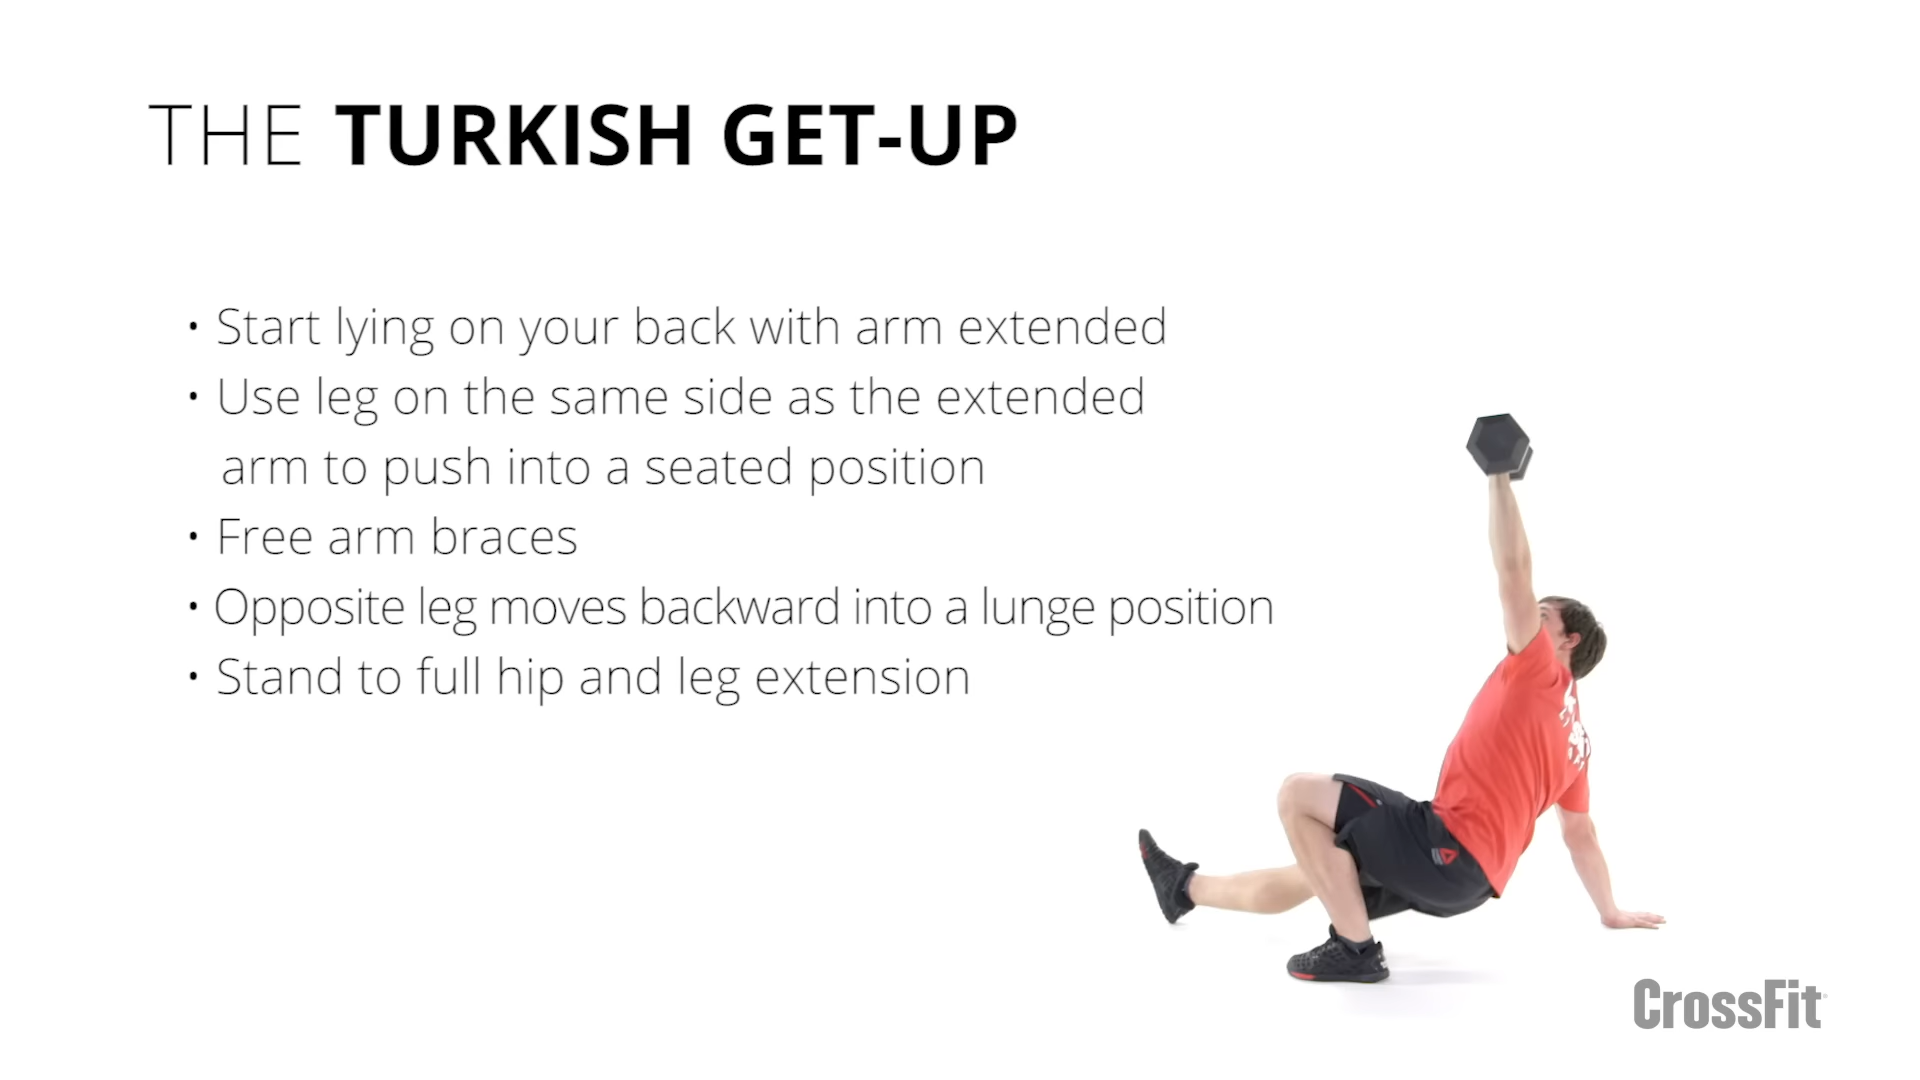 THE TURKISH GET-UP
• Start lying on your back with arm extended
• Use leg on the same side as the extended
arm to push into a seated position
• Free arm braces
• Opposite leg moves backward into a lunge position
• Stand to full hip and leg extension
CrossFit